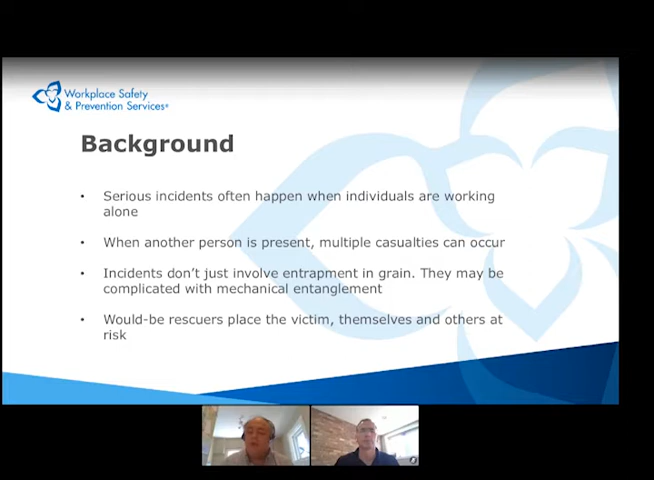 Workplace Safety
& Prevention Services®
Background
• Serious incidents often happen when individuals are working
alone
• When another person is present, multiple casualties can occur
• Incidents don't just involve entrapment in grain. They may be
complicated with mechanical entanglement
• Would-be rescuers place the victim, themselves and others at
risk